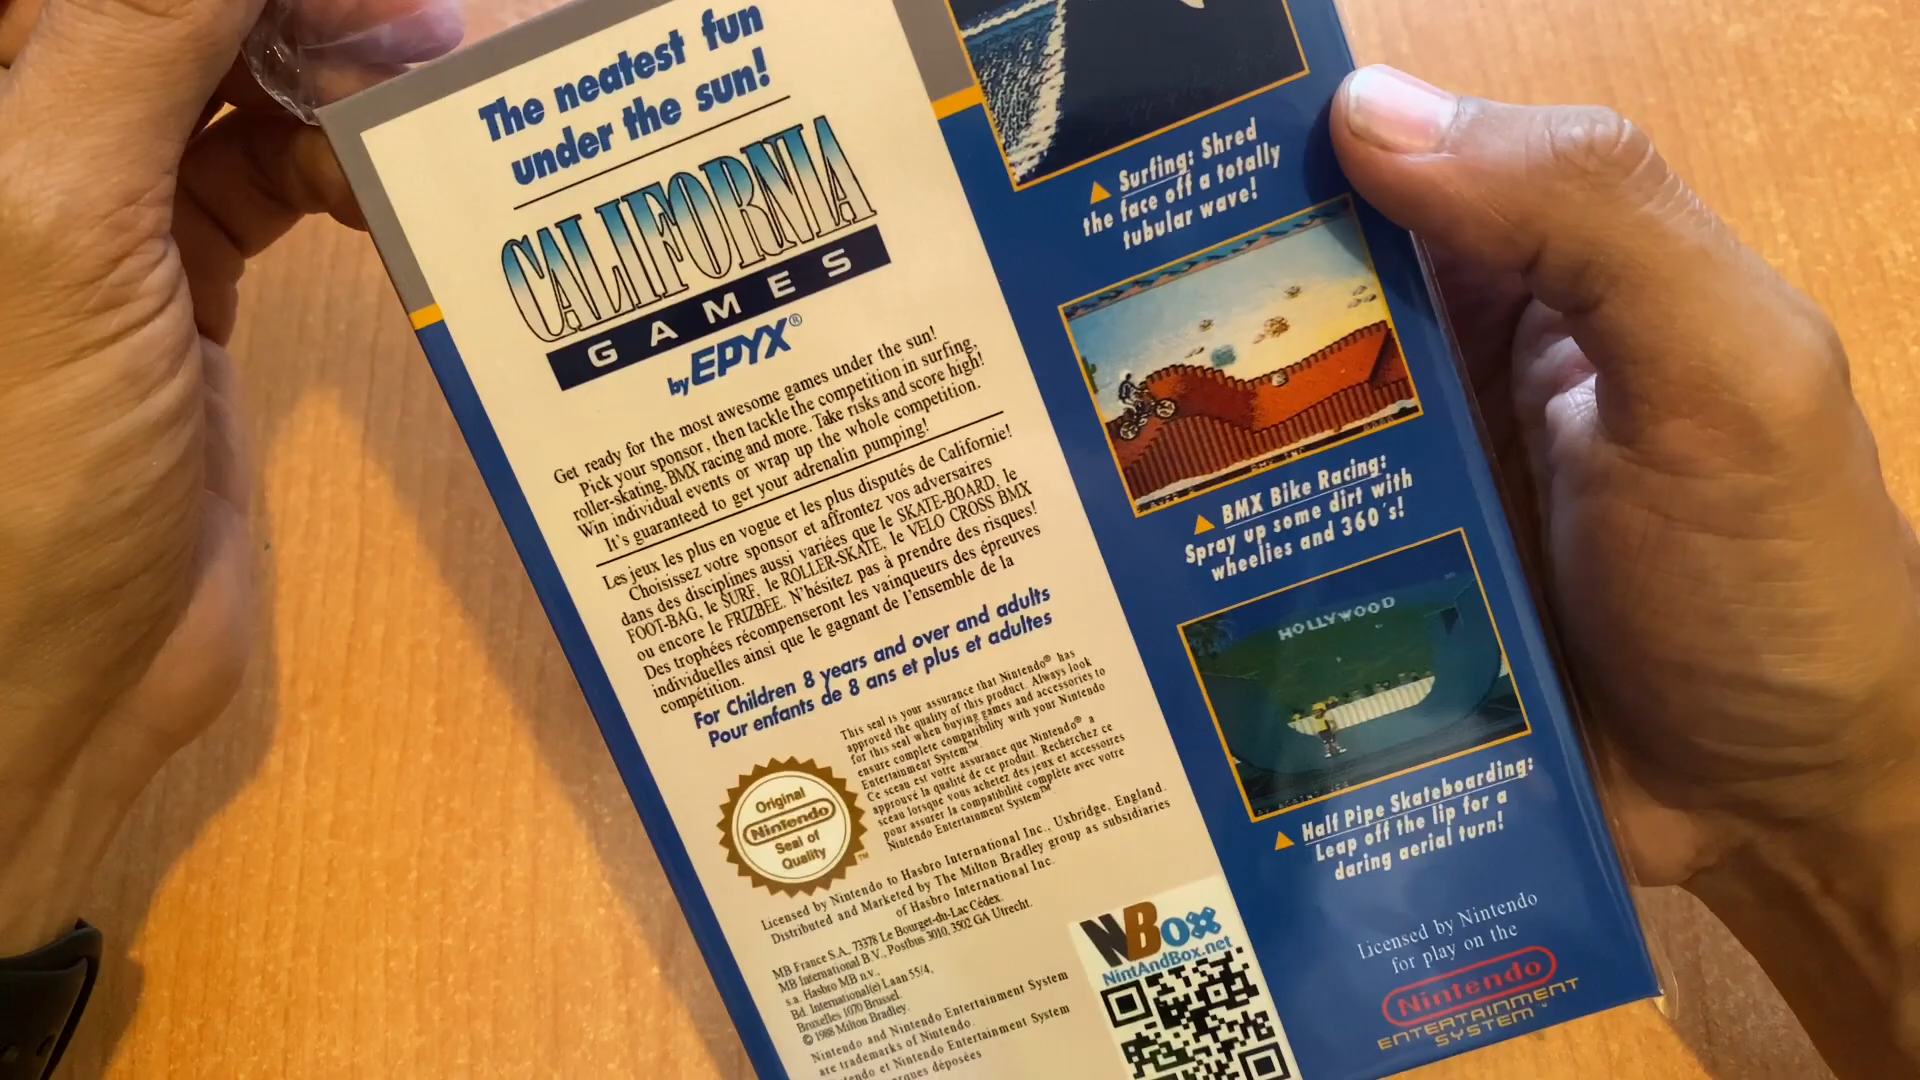 The neatest fun
under the sun!
CALIFORNIA
GAMES
by EPYX®
Get ready for the most awesome games under the sun!
Pick your sponsor, then tackle the competition in surfing,
roller-skating, BMX racing and more. Take risks and score high!
Win individual events or wrap up the whole competition.
It's guaranteed to get your adrenalin pumping!
Les jeux les plus en vogue et les plus disputés de Californie!
Choisissez votre sponsor et affrontez vos adversaires
dans des disciplines aussi variées que le SKATE-BOARD, le
FOOT-BAG, le SURF, le ROLLER-SKATE, le VELO CROSS BMX
ou encore le FRIZBEE. N'hésitez pas à prendre des risques!
Des trophées récompenseront les vainqueurs des épreuves
individuelles ainsi que le gagnant de l'ensemble de la
compétition.
For Children 8 years and over and adults
Pour enfants de 8 ans et plus et adultes
Original
Nintendo
Seal of
Quality
TM
This seal is your assurance that Nintendo® has
approved the quality of this product. Always look
for this seal when buying games and accessories to
ensure complete compatibility with your Nintendo
Entertainment System™.
Ce sceau est votre assurance que Nintendo® a
approuvé la qualité de ce produit. Recherchez ce
sceau lorsque vous achetez des jeux et accessoires
pour assurer la compatibilité complète avec votre
Nintendo Entertainment System™
Licensed by Nintendo to Hasbro International Inc., Uxbridge, England.
Distributed and Marketed by The Milton Bradley group as subsidiaries
of Hasbro International Inc.
MB France S.A., 73378 Le Bourget-du-Lac Cédex.
MB International B.V., Postbus 3010, 3502 GA Utrecht.
s.a. Hasbro MB n.v.,
Bd. International(e) Laan 55/4,
Bruxelles 1070 Brussel.
© 1988 Milton Bradley.
Nintendo and Nintendo Entertainment System
are trademarks of Nintendo.
et Nintendo Entertainment System
déposées
NBox
NintAndBox.net
Surfing: Shred
the face off a totally
tubular wave!
BMX Bike Racing:
Spray up some dirt with
wheelies and 360's!
HOLLYWOOD
Half Pipe Skateboarding:
Leap off the lip for a
daring aerial turn!
Licensed by Nintendo
for play on the
Nintendo
ENTERTAINMENT
SYSTEM™